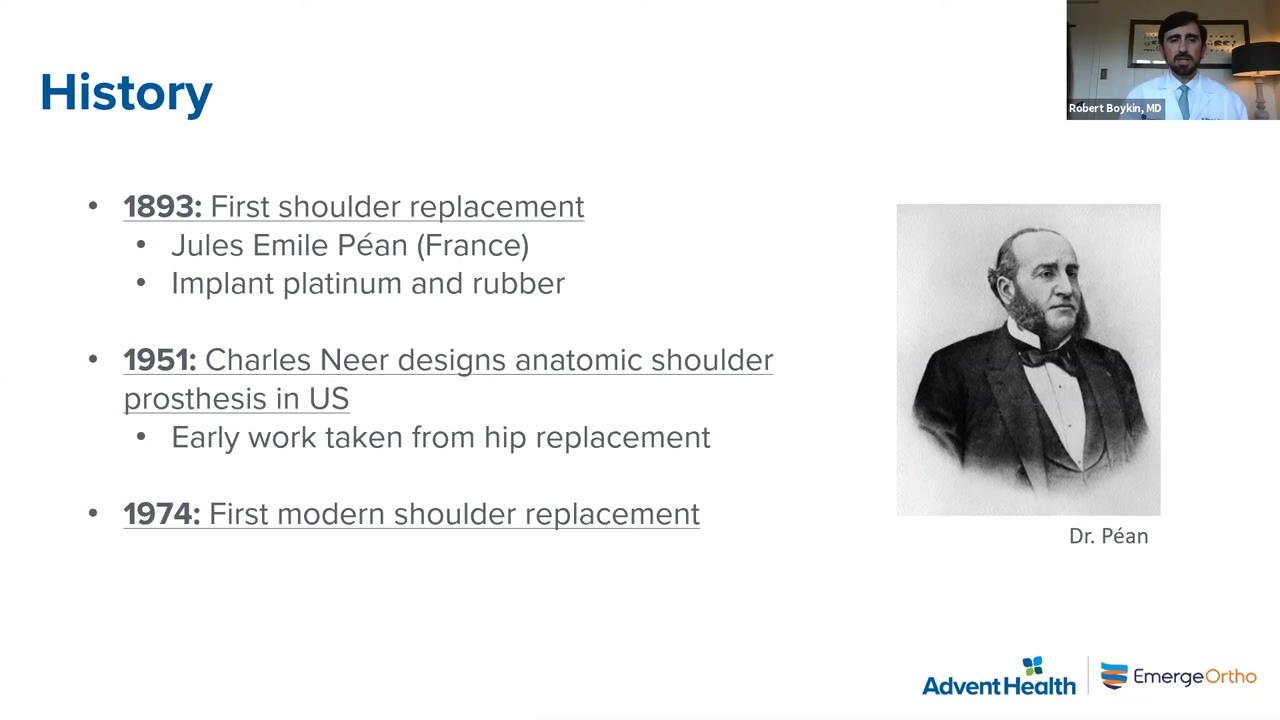 History
Robert Boykin, MD
• 1893: First shoulder replacement
• Jules Emile Péan (France)
• Implant platinum and rubber
• 1951: Charles Neer designs anatomic shoulder
prosthesis in US
• Early work taken from hip replacement
• 1974: First modern shoulder replacement
Dr. Péan
AdventHealth
EmergeOrtho